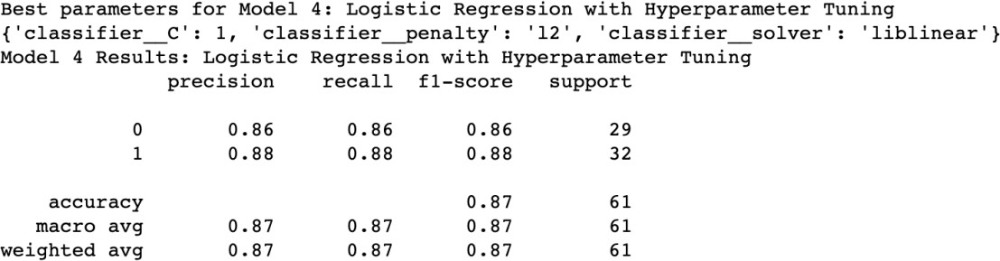 Best parameters for Model 4: Logistic Regression with Hyperparameter Tuning
{'classifier__C': 1, 'classifier__penalty': 'l2', 'classifier__solver': 'liblinear'}
Model 4 Results: Logistic Regression with Hyperparameter Tuning
precision recall f1-score support
0 0.86 0.86 0.86 29
1 0.88 0.88 0.88 32
accuracy 0.87 61
macro avg 0.87 0.87 0.87 61
weighted avg 0.87 0.87 0.87 61